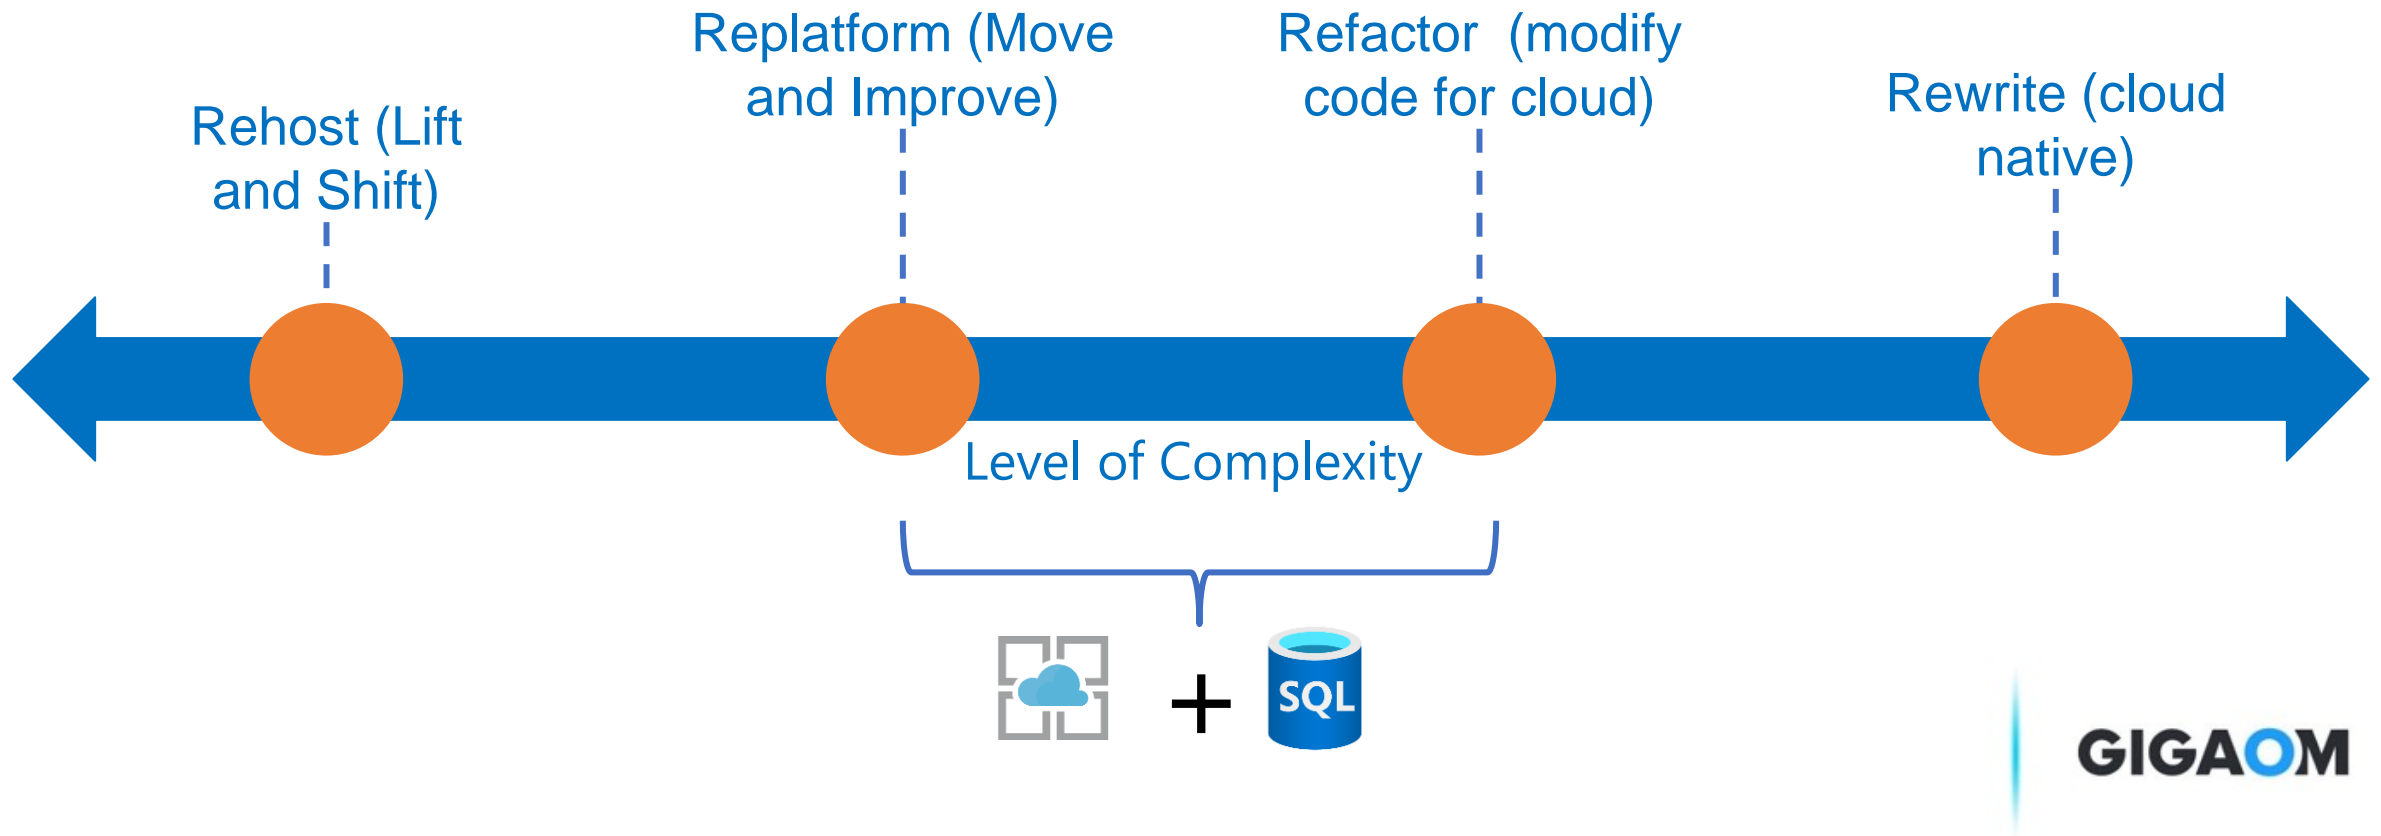 Rehost (Lift
and Shift)
Replatform (Move
and Improve)
Refactor (modify
code for cloud)
Rewrite (cloud
native)
Level of Complexity
+
SQL
GIGAOM